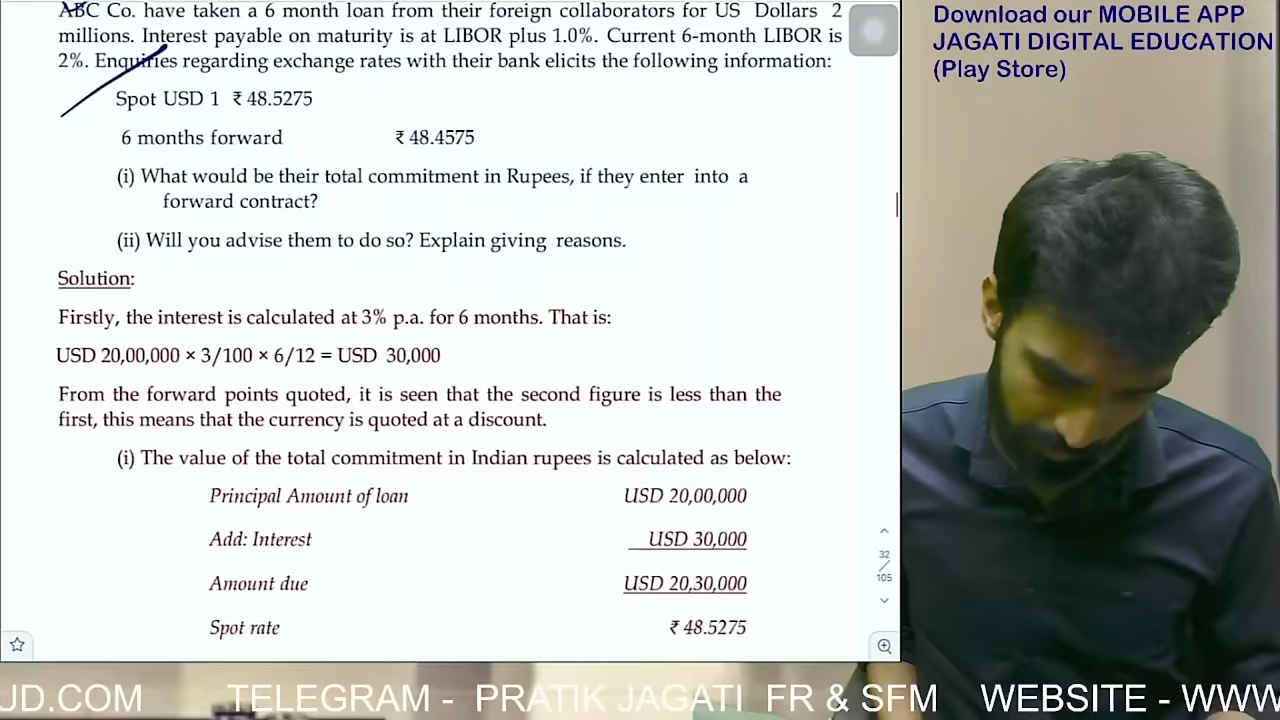 ABC Co. have taken a 6 month loan from their foreign collaborators for US Dollars 2
millions. Interest payable on maturity is at LIBOR plus 1.0%. Current 6-month LIBOR is
2%. Enquiries regarding exchange rates with their bank elicits the following information:
Spot USD 1 ₹ 48.5275
6 months forward ₹ 48.4575
(i) What would be their total commitment in Rupees, if they enter into a
forward contract?
(ii) Will you advise them to do so? Explain giving reasons.
Solution:
Firstly, the interest is calculated at 3% p.a. for 6 months. That is:
USD 20,00,000 × 3/100 × 6/12 = USD 30,000
From the forward points quoted, it is seen that the second figure is less than the
first, this means that the currency is quoted at a discount.
(i) The value of the total commitment in Indian rupees is calculated as below:
Principal Amount of loan USD 20,00,000
Add: Interest USD 30,000
Amount due USD 20,30,000
Spot rate ₹ 48.5275
32
/
105
Download our MOBILE APP
JAGATI DIGITAL EDUCATION
(Play Store)
JD.COM TELEGRAM - PRATIK JAGATI FR & SFM WEBSITE - WWW